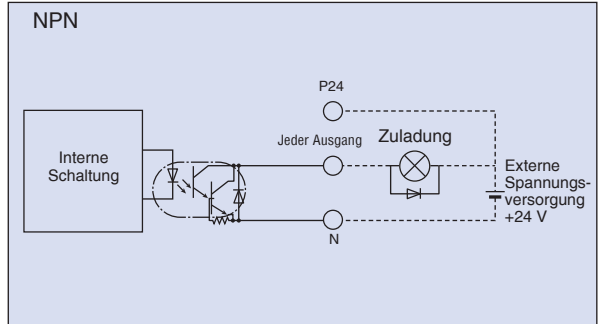 NPN
P24
Jeder Ausgang
Zuladung
Interne
Schaltung
Externe
Spannungs-
versorgung
+24 V
N